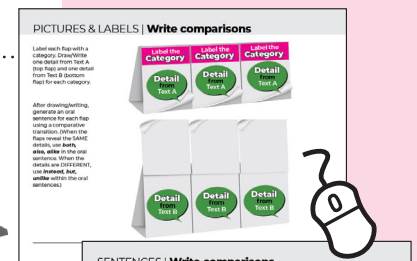 PICTURES & LABELS | Write comparisons
Label each flap with a
category. Draw/Write
one detail from Text A
(top flap) and one detail
from Text B (bottom
flap) for each category.
After drawing/writing,
generate an oral
sentence for each flap
using a comparative
transition. (When the
flaps reveal the SAME
details, use both,
also, alike in the oral
sentence. When the
details are DIFFERENT,
use instead, but,
unlike within the oral
sentences.)
Label the
Category
Label the
Category
Label the
Category
Detail
from
Text A
Detail
from
Text A
Detail
from
Text A
Detail
from
Text B
Detail
from
Text B
Detail
from
Text B
SENTENCES | Write comparisons